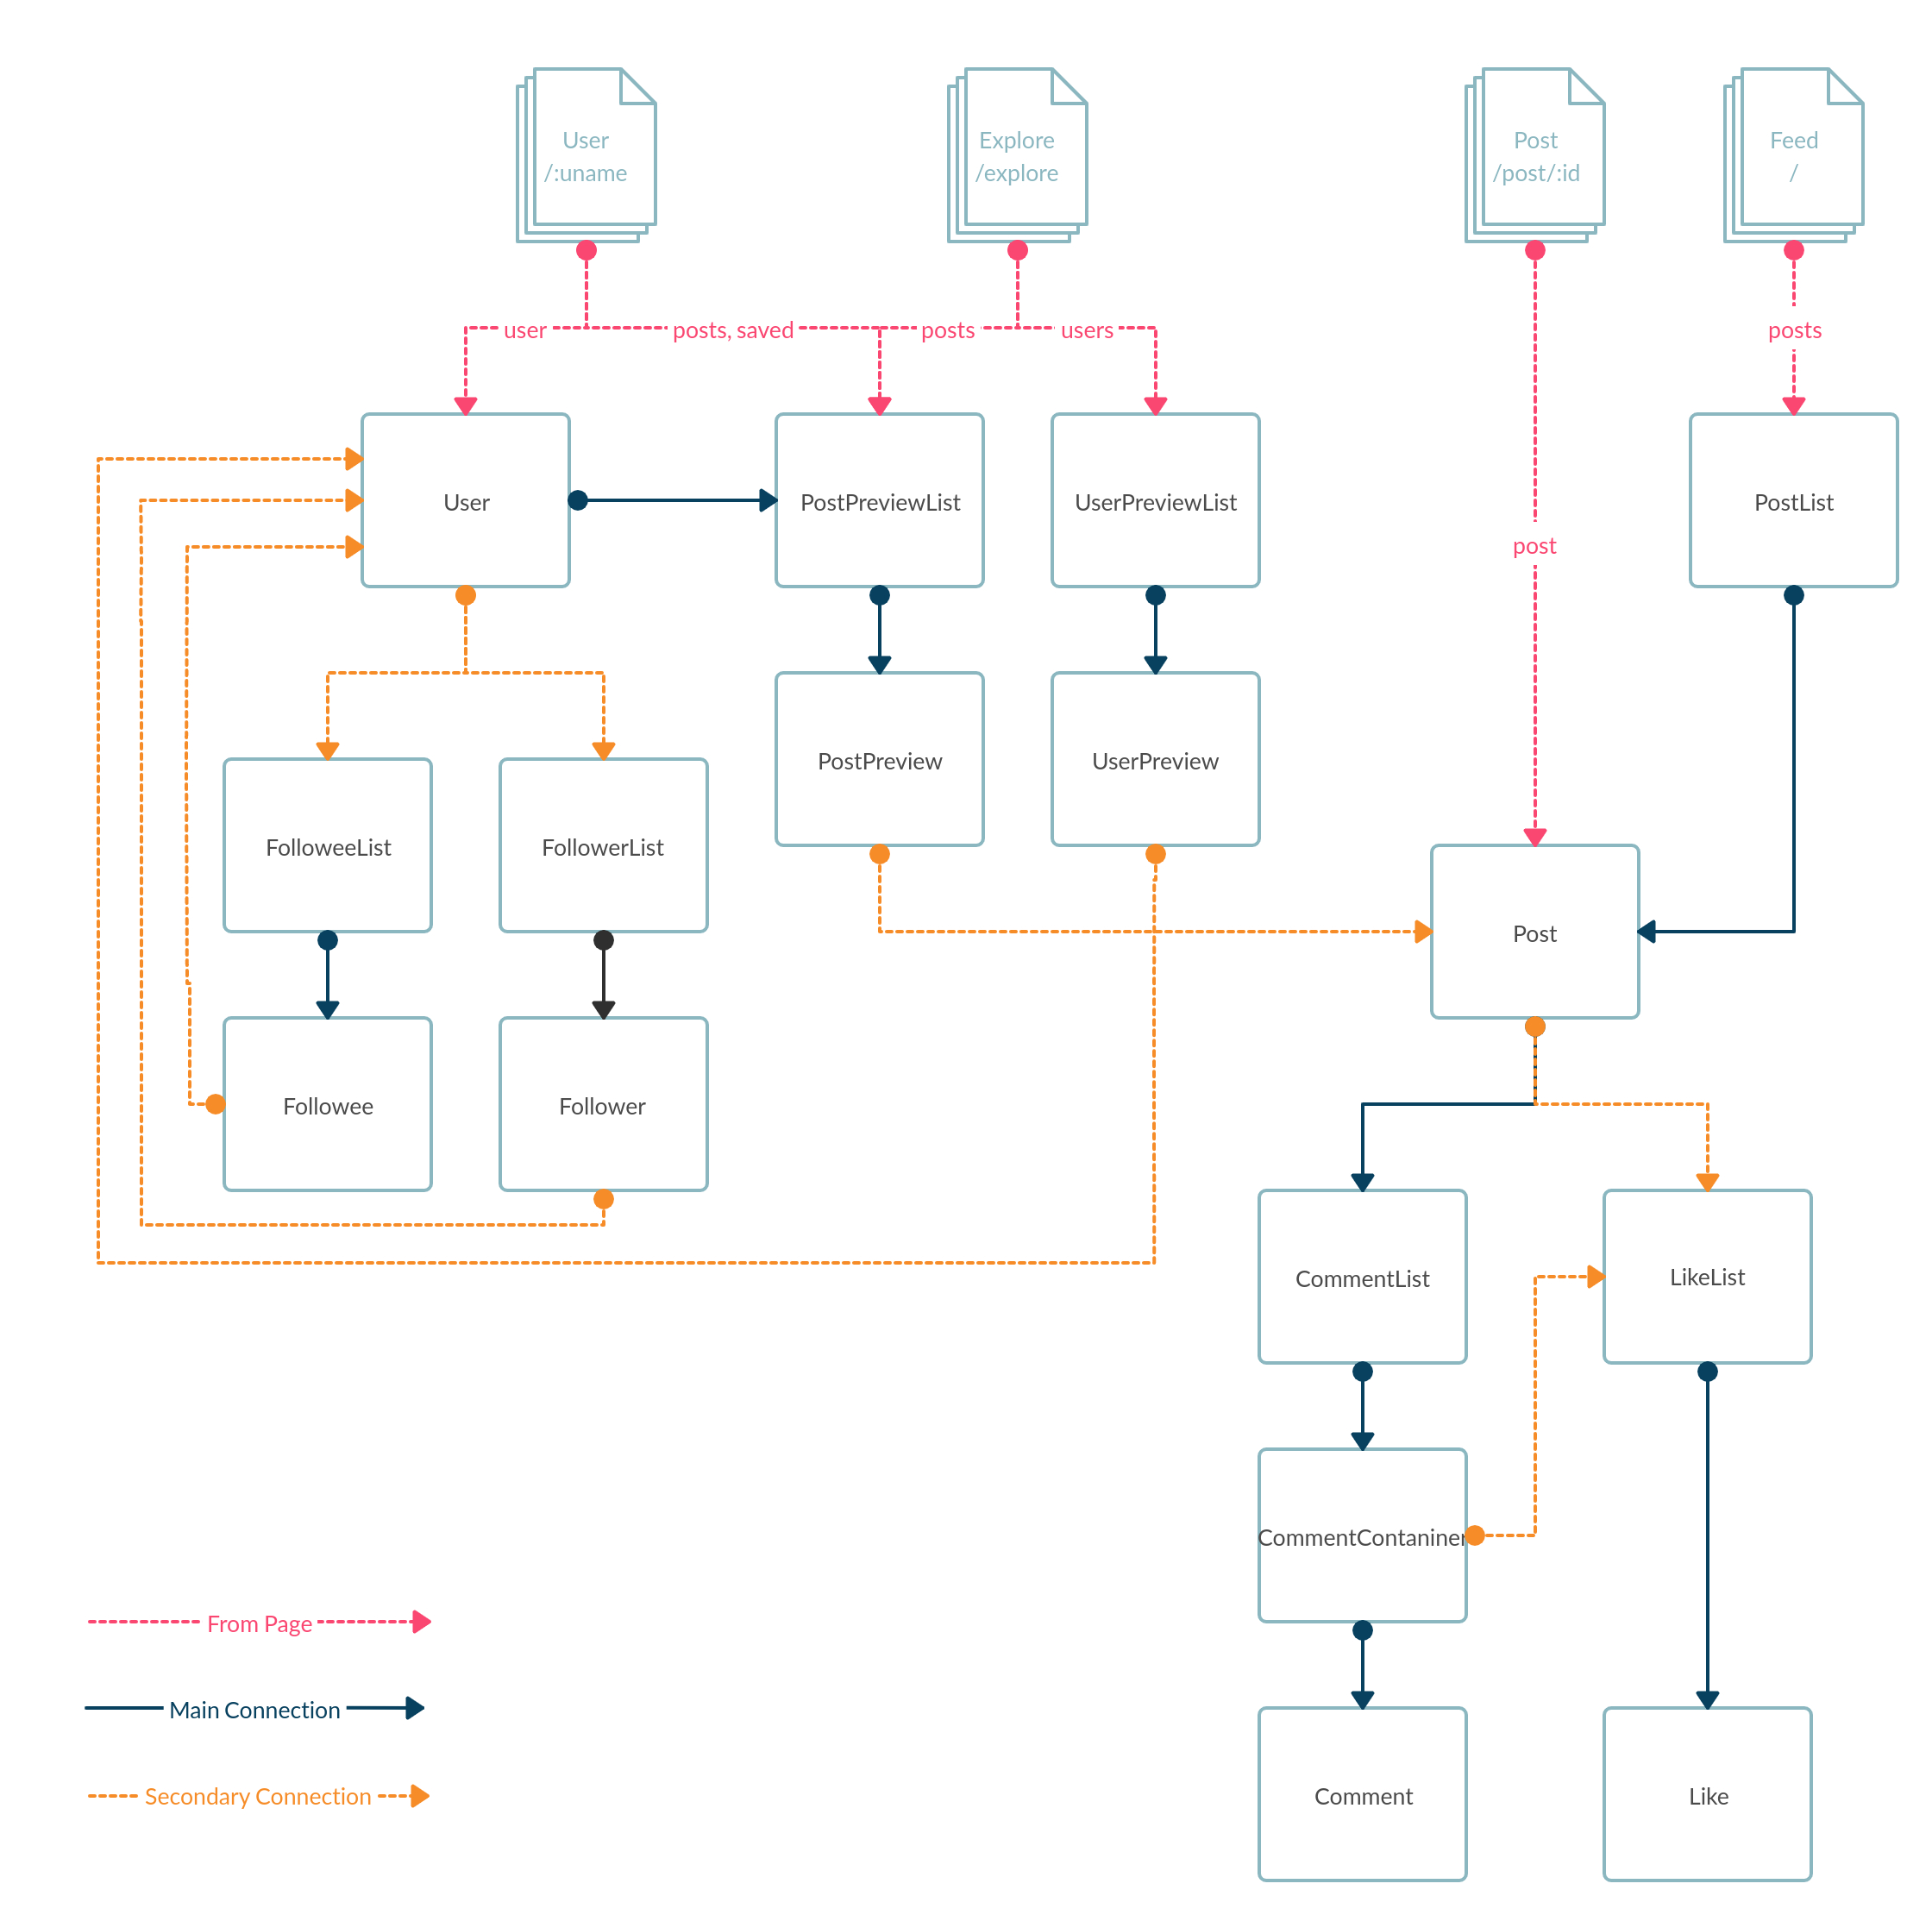 User
/:uname
Explore
/explore
Post
/post/:id
Feed
/
user
posts, saved
posts
users
posts
User
PostPreviewList
UserPreviewList
PostList
post
PostPreview
UserPreview
FolloweeList
FollowerList
Post
Followee
Follower
CommentList
LikeList
CommentContaniner
From Page
Main Connection
Secondary Connection
Comment
Like